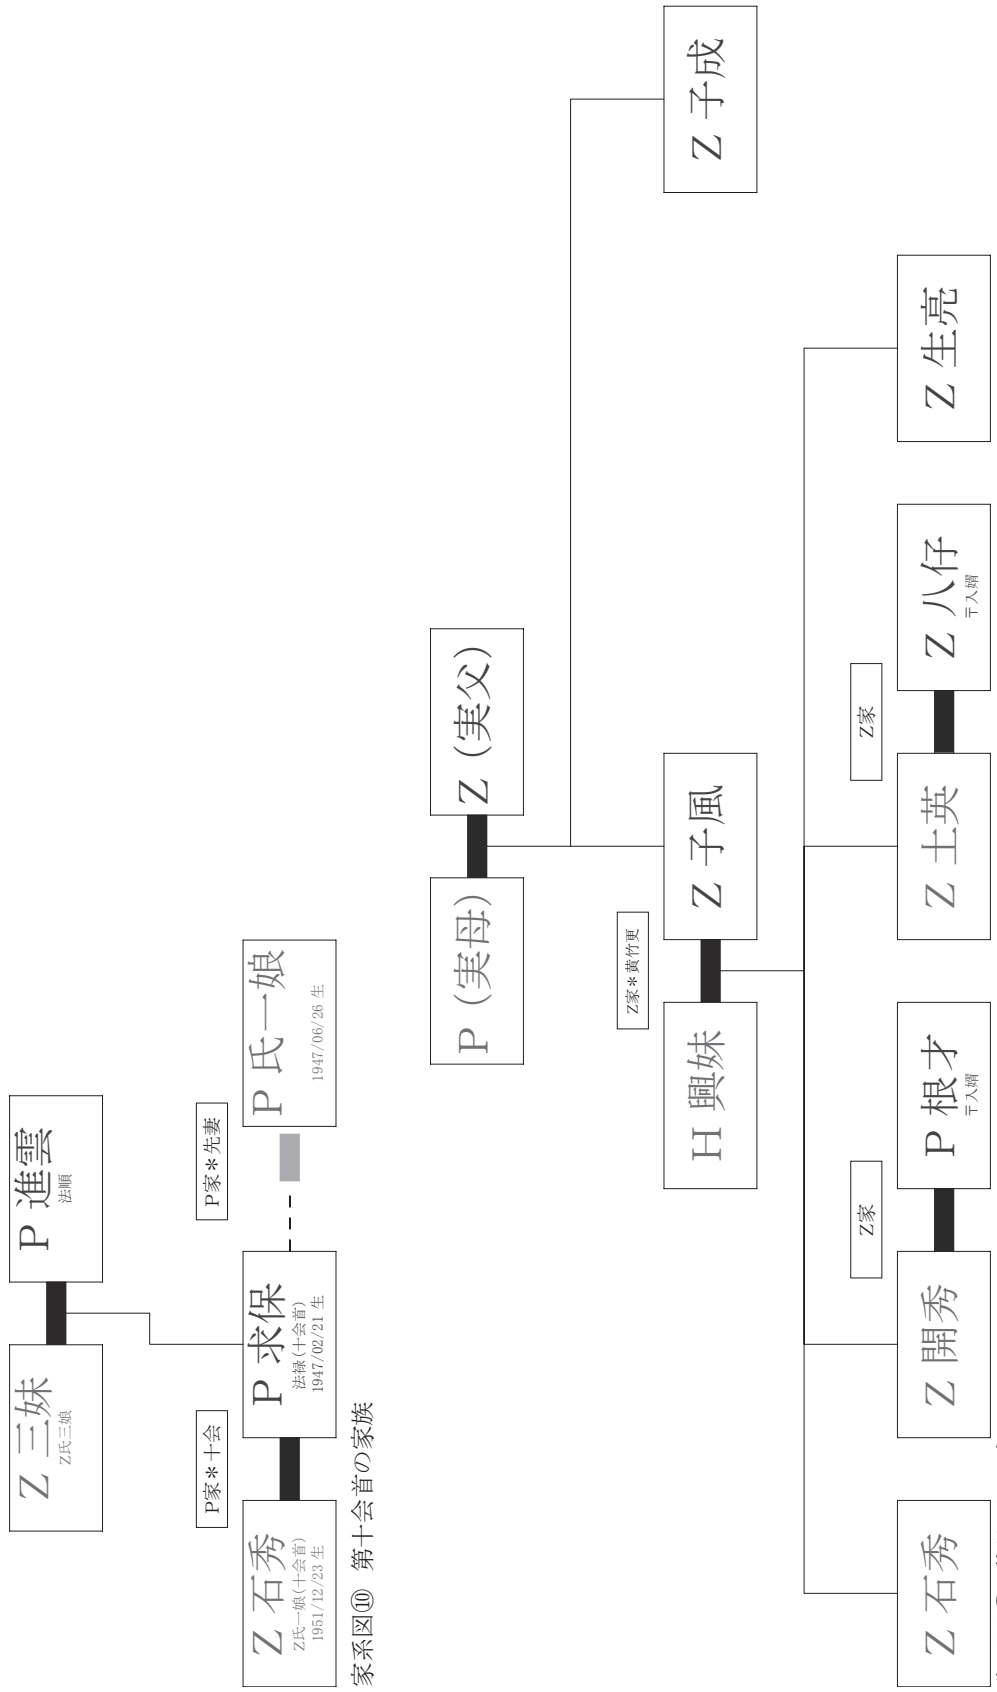 Z 三妹
Z氏三娘
P 進雲
法順
P家＊十会
P家＊先妻
Z 石秀
Z氏一娘(十会首)
1951/12/23 生
P 求保
法禄(十会首)
1947/02/21 生
P 氏一娘
1947/06/26 生
家系図⑩ 第十会首の家族
P (実母)
Z (実父)
Z家＊黄竹更
H 興妹
Z 子風
Z 子成
Z家
Z家
Z 石秀
Z 開秀
P 根才
〒入婿
Z 土英
Z 八仔
〒入婿
Z 生亮